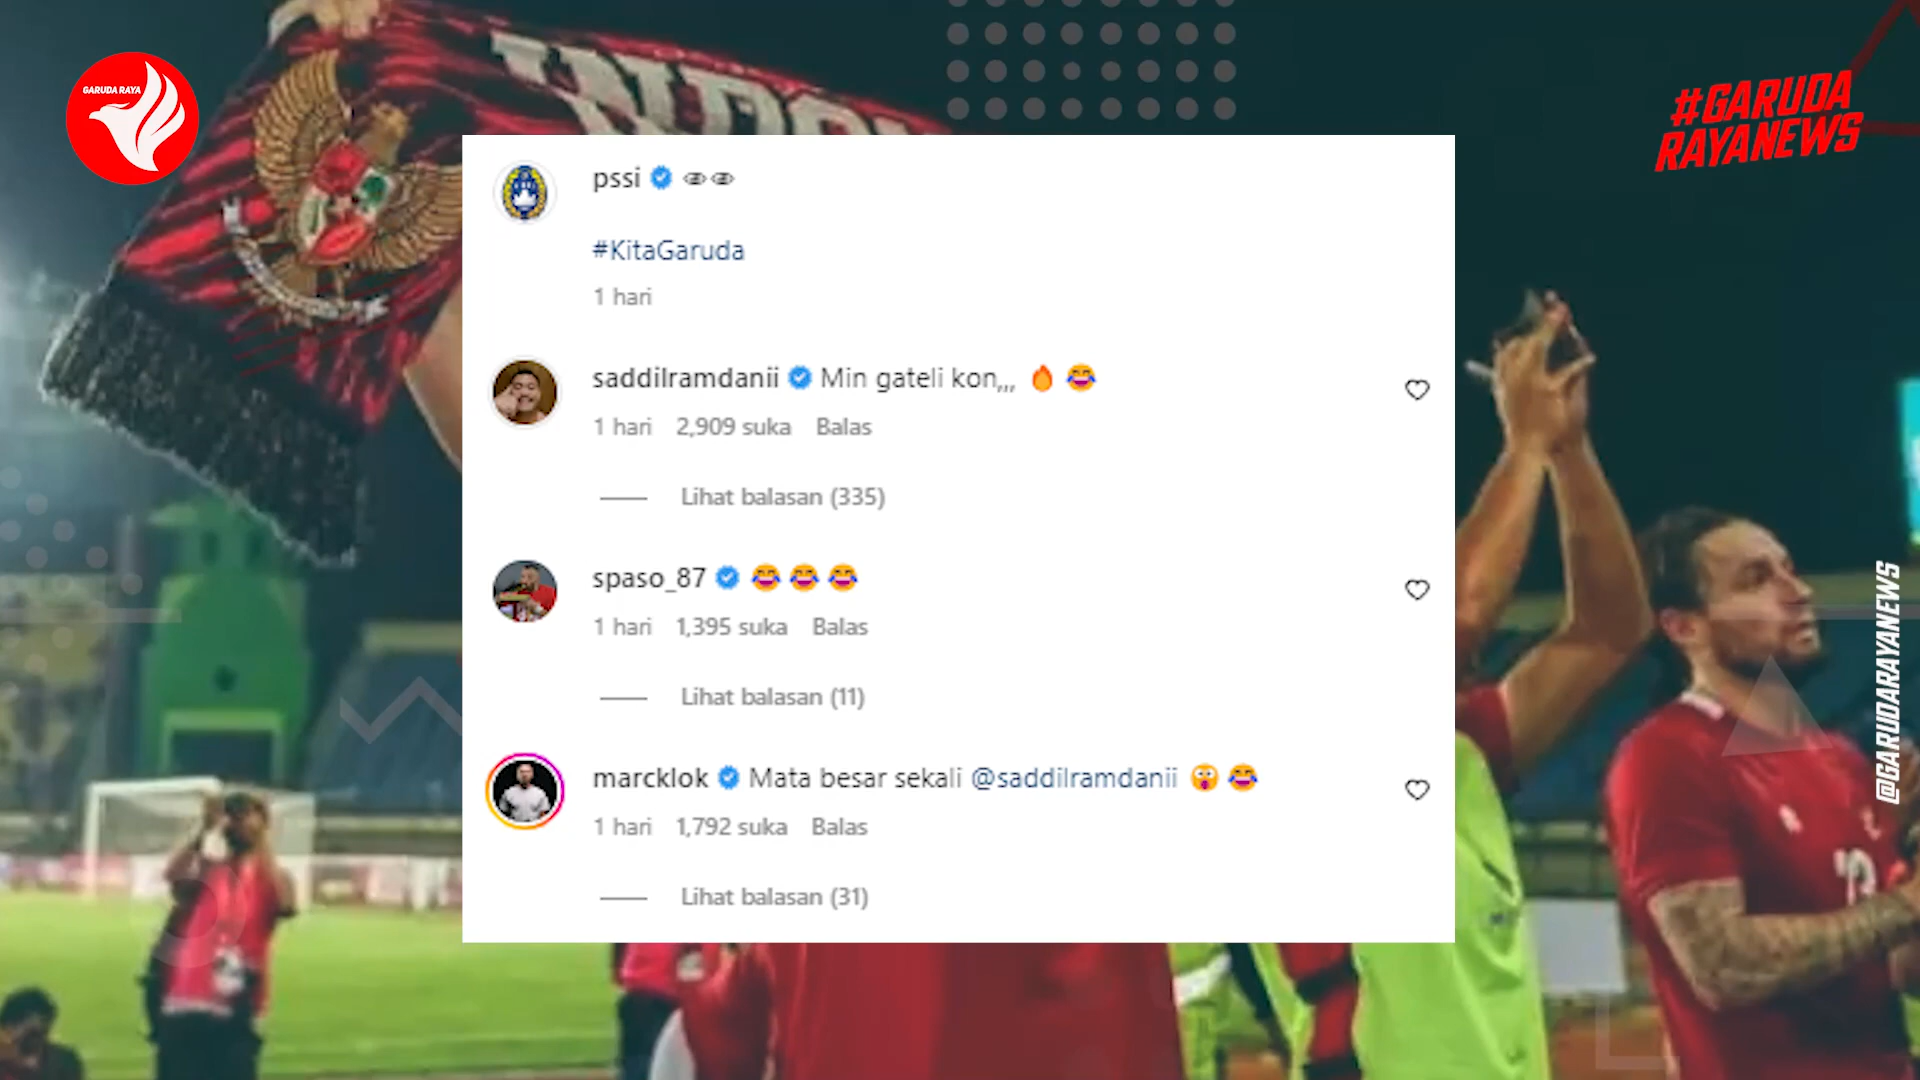 GARUDA RAYA
#GARUDA
RAYANEWS
pssi
#KitaGaruda
1 hari
saddilramdanii Min gateli kon,,, 🔥 😂
1 hari 2,909 suka Balas
Lihat balasan (335)
spaso_87 😂 😂 😂
1 hari 1,395 suka Balas
Lihat balasan (11)
marcklok Mata besar sekali @saddilramdanii 😲 😂
1 hari 1,792 suka Balas
Lihat balasan (31)
@GARUDARAYANEWS